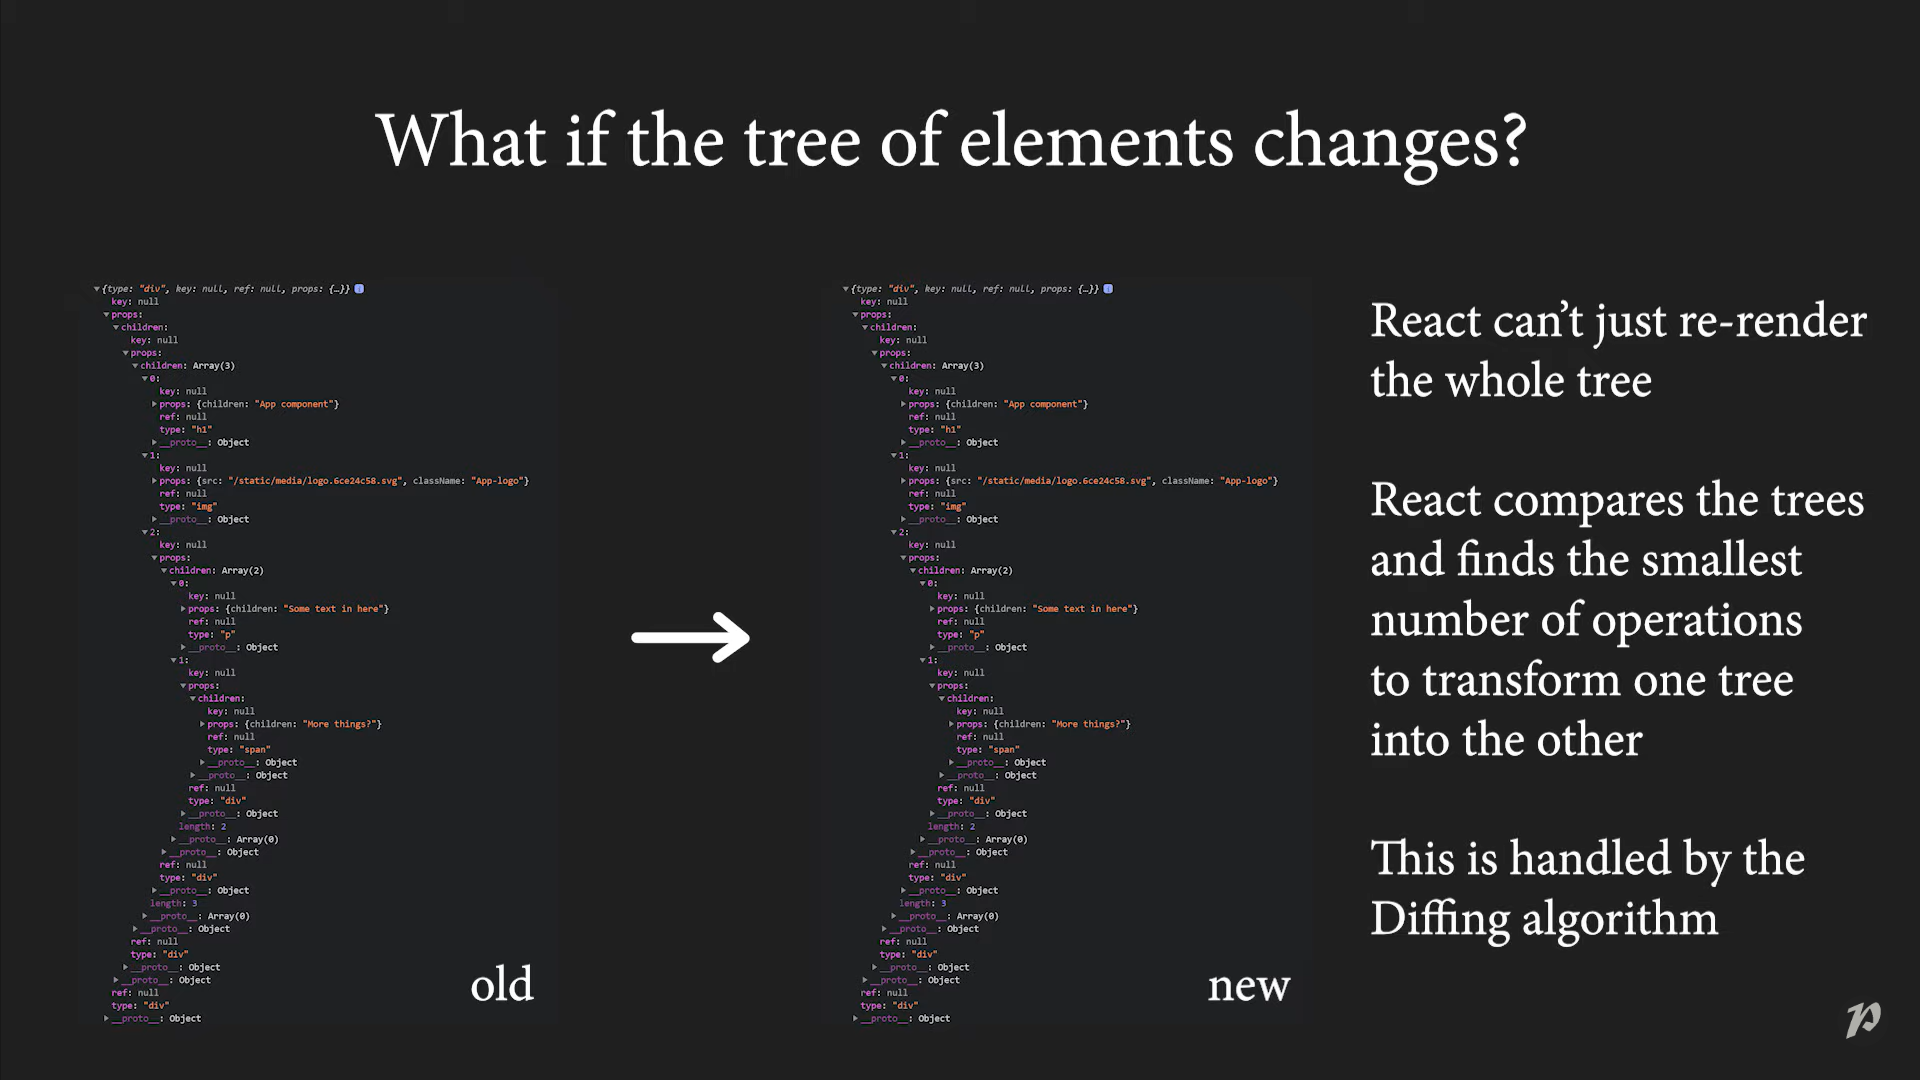 What if the tree of elements changes?
{type: "div", key: null, ref: null, props: {…}}
key: null
props:
children:
key: null
props:
children: Array(3)
0:
key: null
props: {children: "App component"}
ref: null
type: "h1"
__proto__: Object
1:
key: null
props: {src: "/static/media/logo.6ce24c58.svg", className: "App-logo"}
ref: null
type: "img"
__proto__: Object
2:
key: null
props:
children: Array(2)
0:
key: null
props: {children: "Some text in here"}
ref: null
type: "p"
__proto__: Object
1:
key: null
props:
children:
key: null
props: {children: "More things?"}
ref: null
type: "span"
__proto__: Object
__proto__: Object
ref: null
type: "div"
__proto__: Object
length: 2
__proto__: Array(0)
__proto__: Object
ref: null
type: "div"
__proto__: Object
length: 3
__proto__: Array(0)
__proto__: Object
ref: null
type: "div"
__proto__: Object
__proto__: Object
ref: null
type: "div"
__proto__: Object
old
{type: "div", key: null, ref: null, props: {…}}
key: null
props:
children:
key: null
props:
children: Array(3)
0:
key: null
props: {children: "App component"}
ref: null
type: "h1"
__proto__: Object
1:
key: null
props: {src: "/static/media/logo.6ce24c58.svg", className: "App-logo"}
ref: null
type: "img"
__proto__: Object
2:
key: null
props:
children: Array(2)
0:
key: null
props: {children: "Some text in here"}
ref: null
type: "p"
__proto__: Object
1:
key: null
props:
children:
key: null
props: {children: "More things?"}
ref: null
type: "span"
__proto__: Object
__proto__: Object
ref: null
type: "div"
__proto__: Object
length: 2
__proto__: Array(0)
__proto__: Object
ref: null
type: "div"
__proto__: Object
length: 3
__proto__: Array(0)
__proto__: Object
ref: null
type: "div"
__proto__: Object
__proto__: Object
ref: null
type: "div"
__proto__: Object
new
React can’t just re-render
the whole tree
React compares the trees
and finds the smallest
number of operations
to transform one tree
into the other
This is handled by the
Diffing algorithm